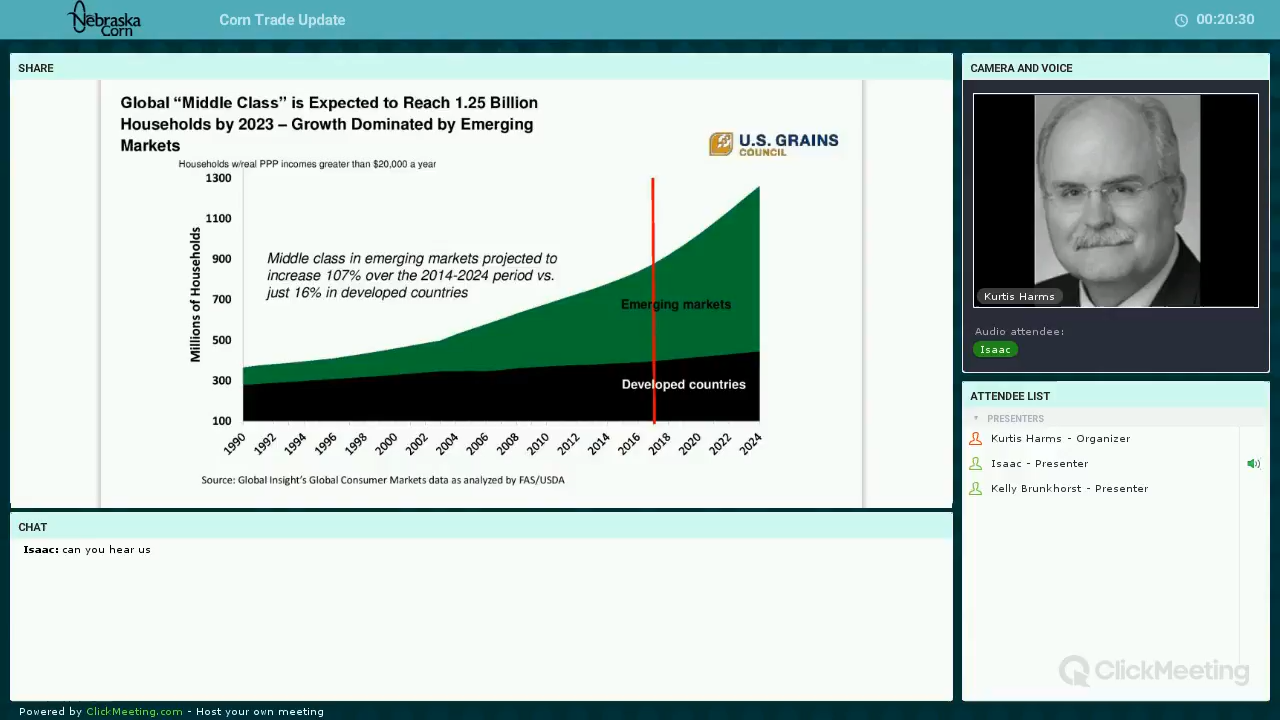 Nebraska
Corn
Corn Trade Update
00:20:30
SHARE
Global “Middle Class” is Expected to Reach 1.25 Billion
Households by 2023 – Growth Dominated by Emerging
Markets
U.S. GRAINS
COUNCIL
Households w/real PPP incomes greater than $20,000 a year
Millions of Households
1300
1100
900
700
500
300
100
Middle class in emerging markets projected to
increase 107% over the 2014-2024 period vs.
just 16% in developed countries
Emerging markets
Developed countries
1990
1992
1994
1996
1998
2000
2002
2004
2006
2008
2010
2012
2014
2016
2018
2020
2022
2024
Source: Global Insight's Global Consumer Markets data as analyzed by FAS/USDA
CHAT
Isaac: can you hear us
CAMERA AND VOICE
Kurtis Harms
Audio attendee:
Isaac
ATTENDEE LIST
PRESENTERS
Kurtis Harms - Organizer
Isaac - Presenter
Kelly Brunkhorst - Presenter
ClickMeeting
Powered by ClickMeeting.com - Host your own meeting